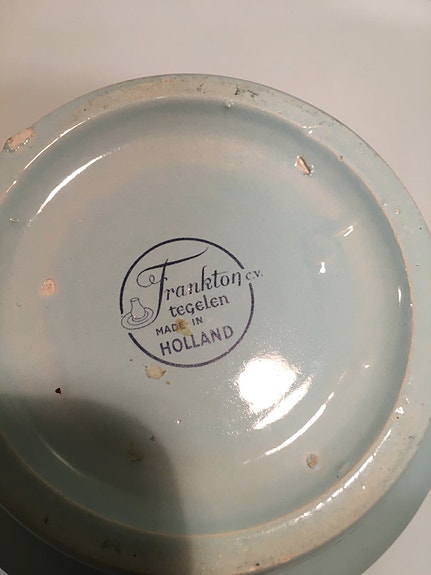 Frankton c.v.
tegelen
MADE IN
HOLLAND